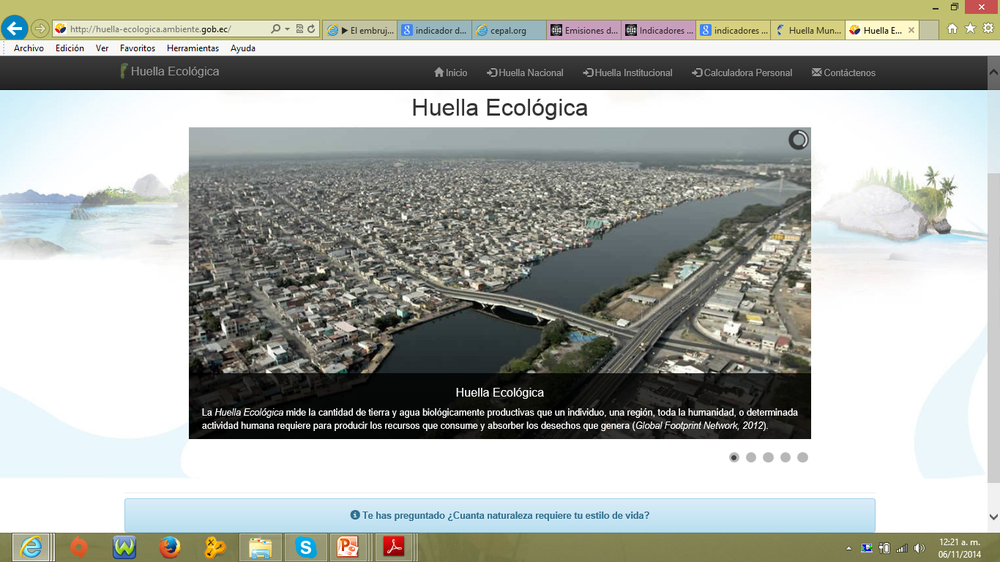 http://huella-ecologica.ambiente.gob.ec/
El embruj...
indicador d...
cepal.org
Emisiones d...
Indicadores ...
indicadores ...
Huella Mun...
Huella E...
Archivo Edición Ver Favoritos Herramientas Ayuda
Huella Ecológica
Inicio Huella Nacional Huella Institucional Calculadora Personal Contáctenos
Huella Ecológica
Huella Ecológica
La Huella Ecológica mide la cantidad de tierra y agua biológicamente productivas que un individuo, una región, toda la humanidad, o determinada
actividad humana requiere para producir los recursos que consume y absorber los desechos que genera (Global Footprint Network, 2012).
Te has preguntado ¿Cuanta naturaleza requiere tu estilo de vida?
12:21 a. m.
06/11/2014